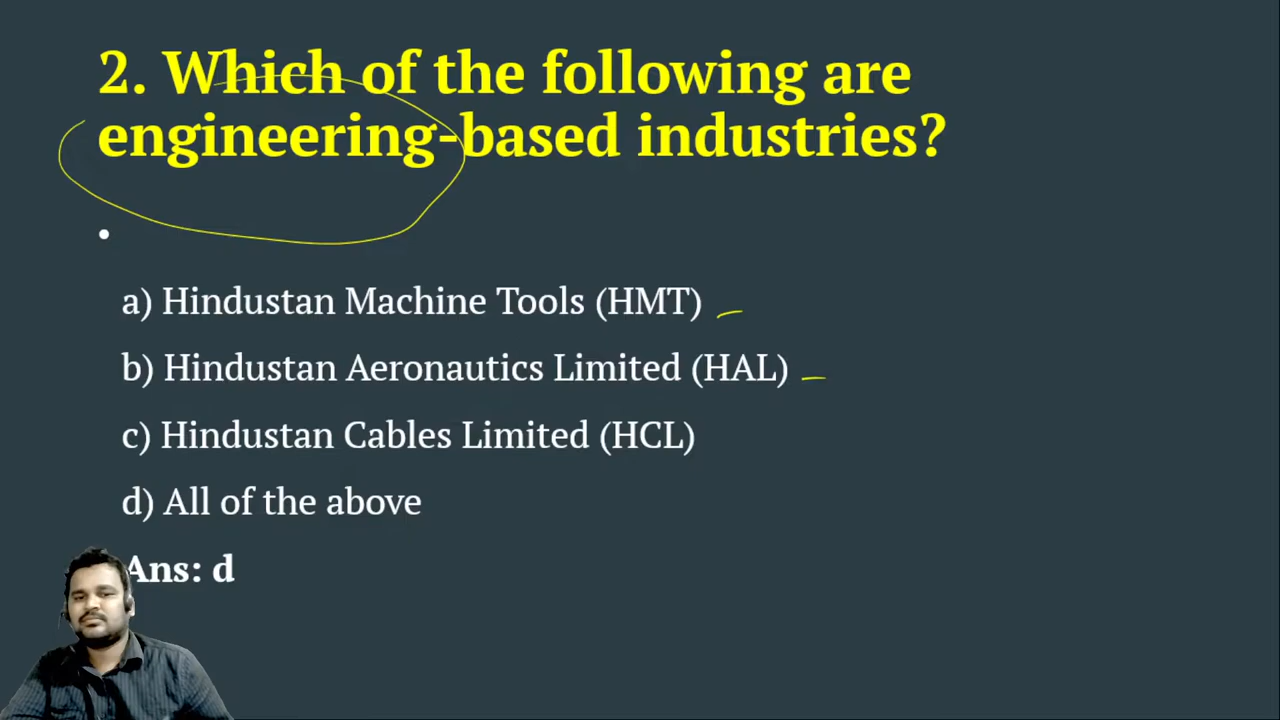 2. Which of the following are
engineering-based industries?
a) Hindustan Machine Tools (HMT)
b) Hindustan Aeronautics Limited (HAL)
c) Hindustan Cables Limited (HCL)
d) All of the above
Ans: d